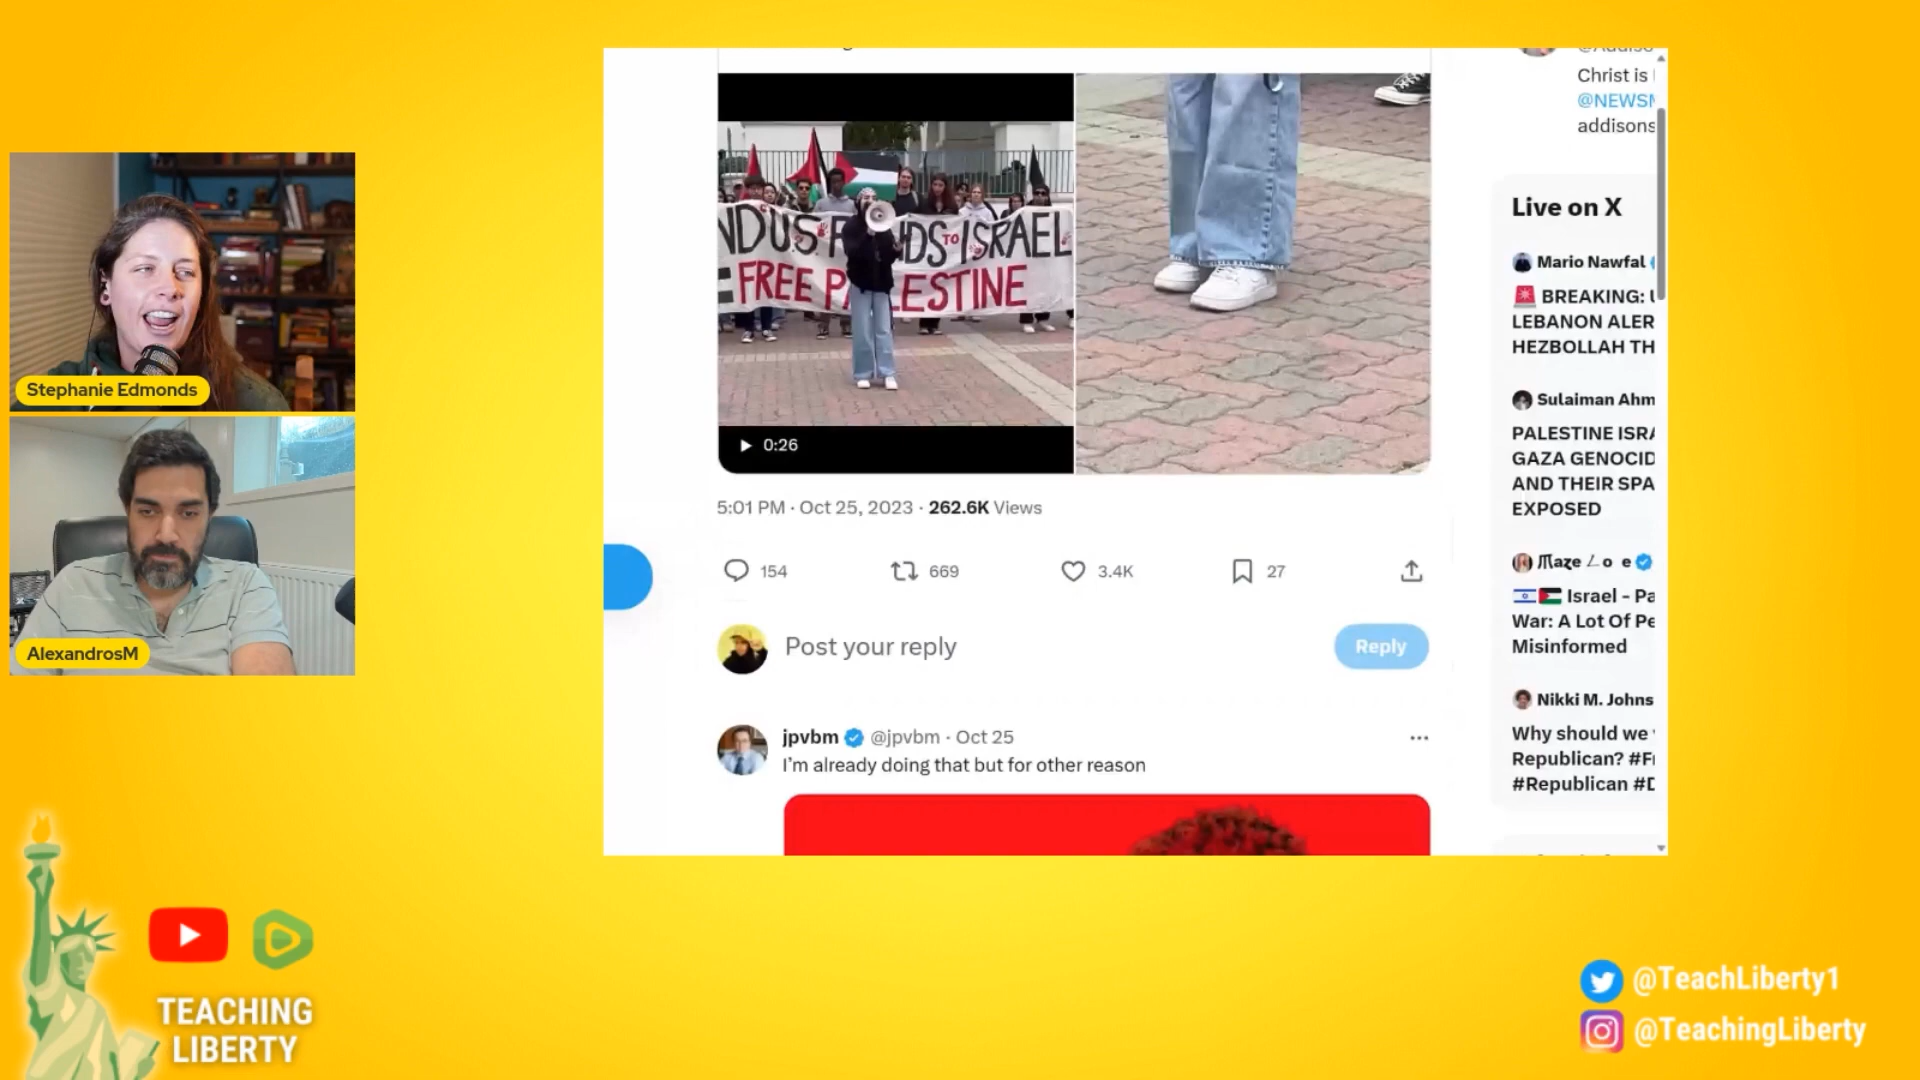 Stephanie Edmonds
AlexandrosM
TO ISRAEL
FREE
0:26
5:01 PM · Oct 25, 2023 · 262.6K Views
154
669
3.4K
27
Post your reply
Reply
jpvbm @jpvbm · Oct 25
I'm already doing that but for other reason
Christ is
@NEWS
addisons
Live on X
Mario Nawfal
BREAKING:
LEBANON ALER
HEZBOLLAH TH
Sulaiman Ahm
PALESTINE ISRA
GAZA GENOCID
AND THEIR SPA
EXPOSED
Israel - Pa
War: A Lot Of Pe
Misinformed
Nikki M. Johns
Why should we
Republican? #F
#Republican #D
TEACHING
LIBERTY
@TeachLiberty1
@TeachingLiberty